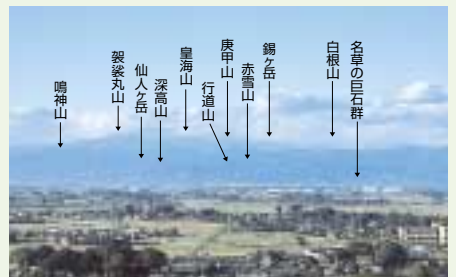 鳴神山
袈裟丸山
仙人ヶ岳
深高山
皇海山
行道山
庚申山
赤雪山
錫ヶ岳
白根山
名草の巨石群